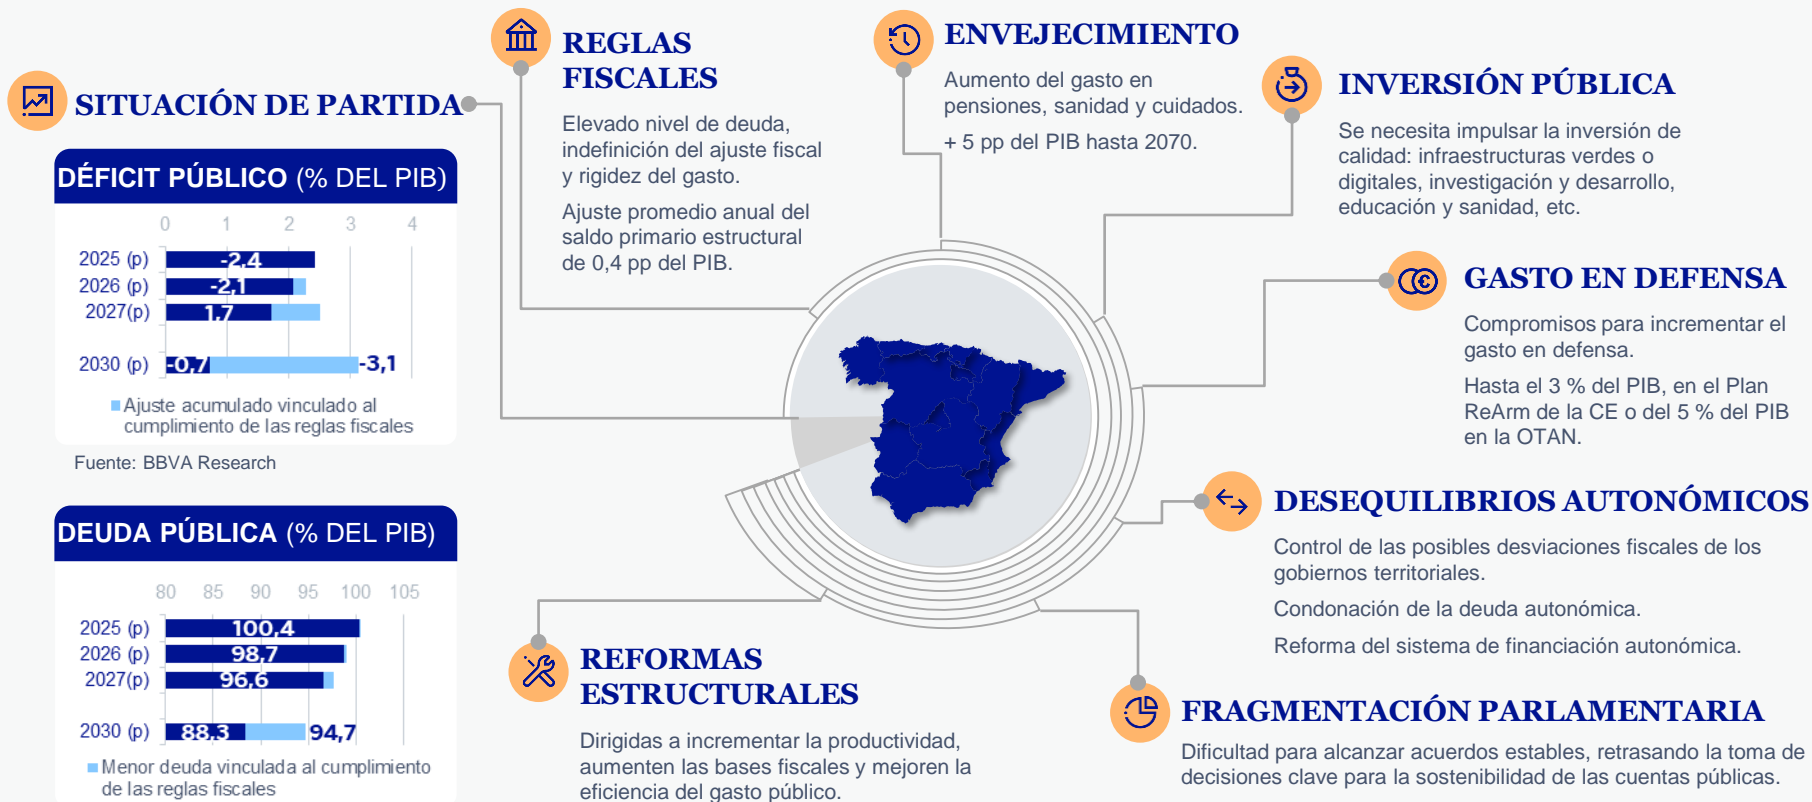 SITUACIÓN DE PARTIDA
DÉFICIT PÚBLICO (% DEL PIB)
0 1 2 3 4
2025 (p) -2,4
2026 (p) -2,1
2027(p) 1,7
2030 (p) -0,7 -3,1
Ajuste acumulado vinculado al
cumplimiento de las reglas fiscales
Fuente: BBVA Research
DEUDA PÚBLICA (% DEL PIB)
80 85 90 95 100 105
2025 (p) 100,4
2026 (p) 98,7
2027(p) 96,6
2030 (p) 88,3 94,7
Menor deuda vinculada al cumplimiento
de las reglas fiscales
REGLAS
FISCALES
Elevado nivel de deuda,
indefinición del ajuste fiscal
y rigidez del gasto.
Ajuste promedio anual del
saldo primario estructural
de 0,4 pp del PIB.
ENVEJECIMIENTO
Aumento del gasto en
pensiones, sanidad y cuidados.
+ 5 pp del PIB hasta 2070.
INVERSIÓN PÚBLICA
Se necesita impulsar la inversión de
calidad: infraestructuras verdes o
digitales, investigación y desarrollo,
educación y sanidad, etc.
GASTO EN DEFENSA
Compromisos para incrementar el
gasto en defensa.
Hasta el 3 % del PIB, en el Plan
ReArm de la CE o del 5 % del PIB
en la OTAN.
DESEQUILIBRIOS AUTONÓMICOS
Control de las posibles desviaciones fiscales de los
gobiernos territoriales.
Condonación de la deuda autonómica.
Reforma del sistema de financiación autonómica.
FRAGMENTACIÓN PARLAMENTARIA
Dificultad para alcanzar acuerdos estables, retrasando la toma de
decisiones clave para la sostenibilidad de las cuentas públicas.
REFORMAS
ESTRUCTURALES
Dirigidas a incrementar la productividad,
aumenten las bases fiscales y mejoren la
eficiencia del gasto público.